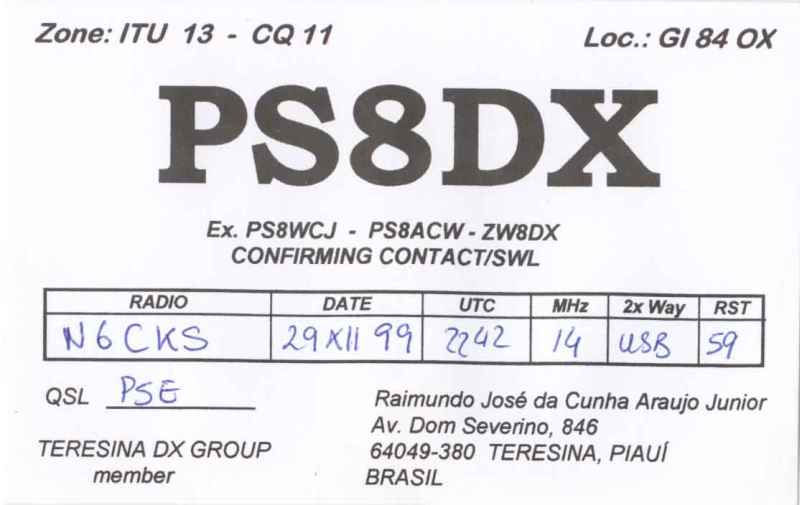 Zone: ITU 13 - CQ 11 Loc.: GI 84 OX
PS8DX
Ex. PS8WCJ - PS8ACW - ZW8DX
CONFIRMING CONTACT/SWL
RADIO DATE UTC MHz 2x Way RST
N6CKS 29 XII 99 2242 14 USB 59
QSL PSE
TERESINA DX GROUP
member
Raimundo José da Cunha Araujo Junior
Av. Dom Severino, 846
64049-380 TERESINA, PIAUÍ
BRASIL